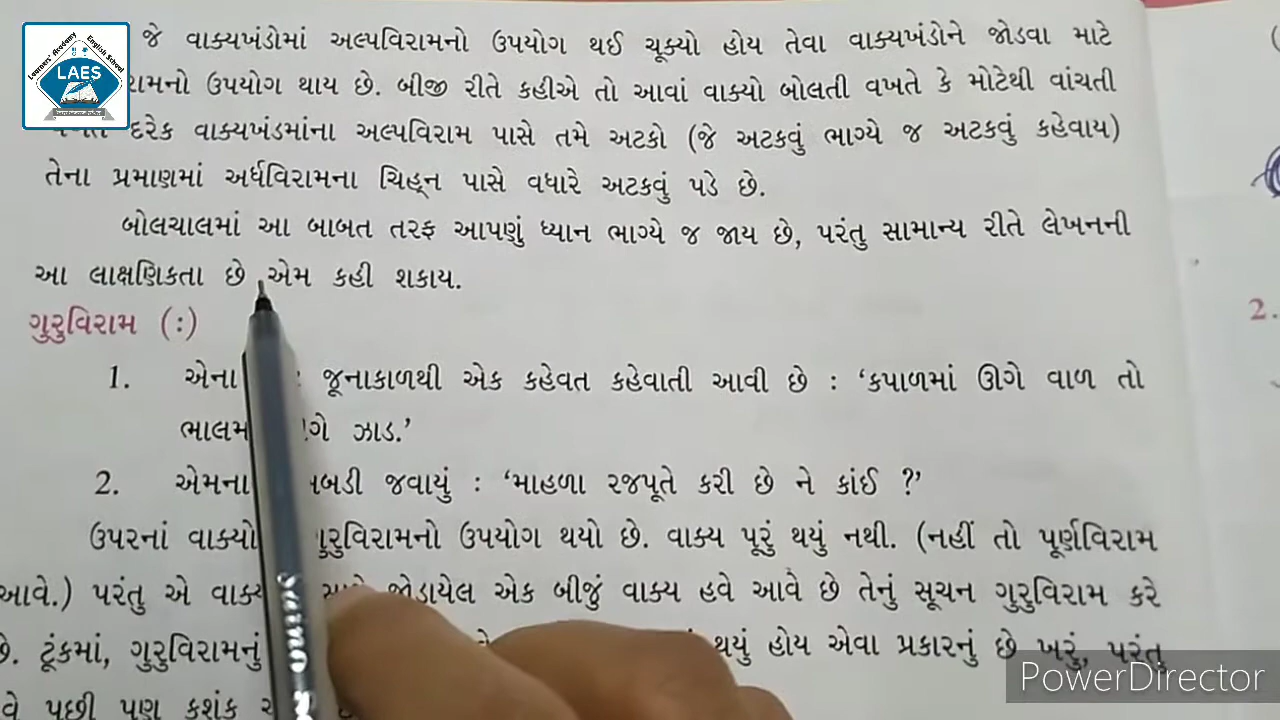 જે વાક્યખંડોમાં અલ્પવિરામનો ઉપયોગ થઈ ચૂક્યો હોય તેવા વાક્યખંડોને જોડવા માટે
ઉપયોગ થાય છે. બીજી રીતે કહીએ તો આવાં વાક્યો બોલતી વખતે કે મોટેથી વાંચતી
દરેક વાક્યખંડમાંના અલ્પવિરામ પાસે તમે અટકો (જે અટકવું ભાગ્યે જ અટકવું કહેવાય)
તેના પ્રમાણમાં અર્ધવિરામના ચિહ્ન પાસે વધારે અટકવું પડે છે.
બોલચાલમાં આ બાબત તરફ આપણું ધ્યાન ભાગ્યે જ જાય છે, પરંતુ સામાન્ય રીતે લેખનની
આ લાક્ષણિકતા છે એમ કહી શકાય.
ગુરુવિરામ (:)
1. એના : જૂનાકાળથી એક કહેવત કહેવાતી આવી છે : ‘કપાળમાં ઊગે વાળ તો
ઝાડ.’
2. એમના જવાયું : ‘માહળા રજપૂતે કરી છે ને કાંઈ ?’
ઉપરનાં વાક્યો ગુરુવિરામનો ઉપયોગ થયો છે. વાક્ય પૂરું થયું નથી. (નહીં તો પૂર્ણવિરામ
આવે.) પરંતુ એ જોડાયેલ એક બીજું વાક્ય હવે આવે છે તેનું સૂચન ગુરુવિરામ કરે
છે. ટૂંકમાં, ગુરુવિરામનું થયું હોય એવા પ્રકારનું છે ખરું, પરંતુ
પછી પણ કશંક
Learners' Academy English School
LAES
PowerDirector